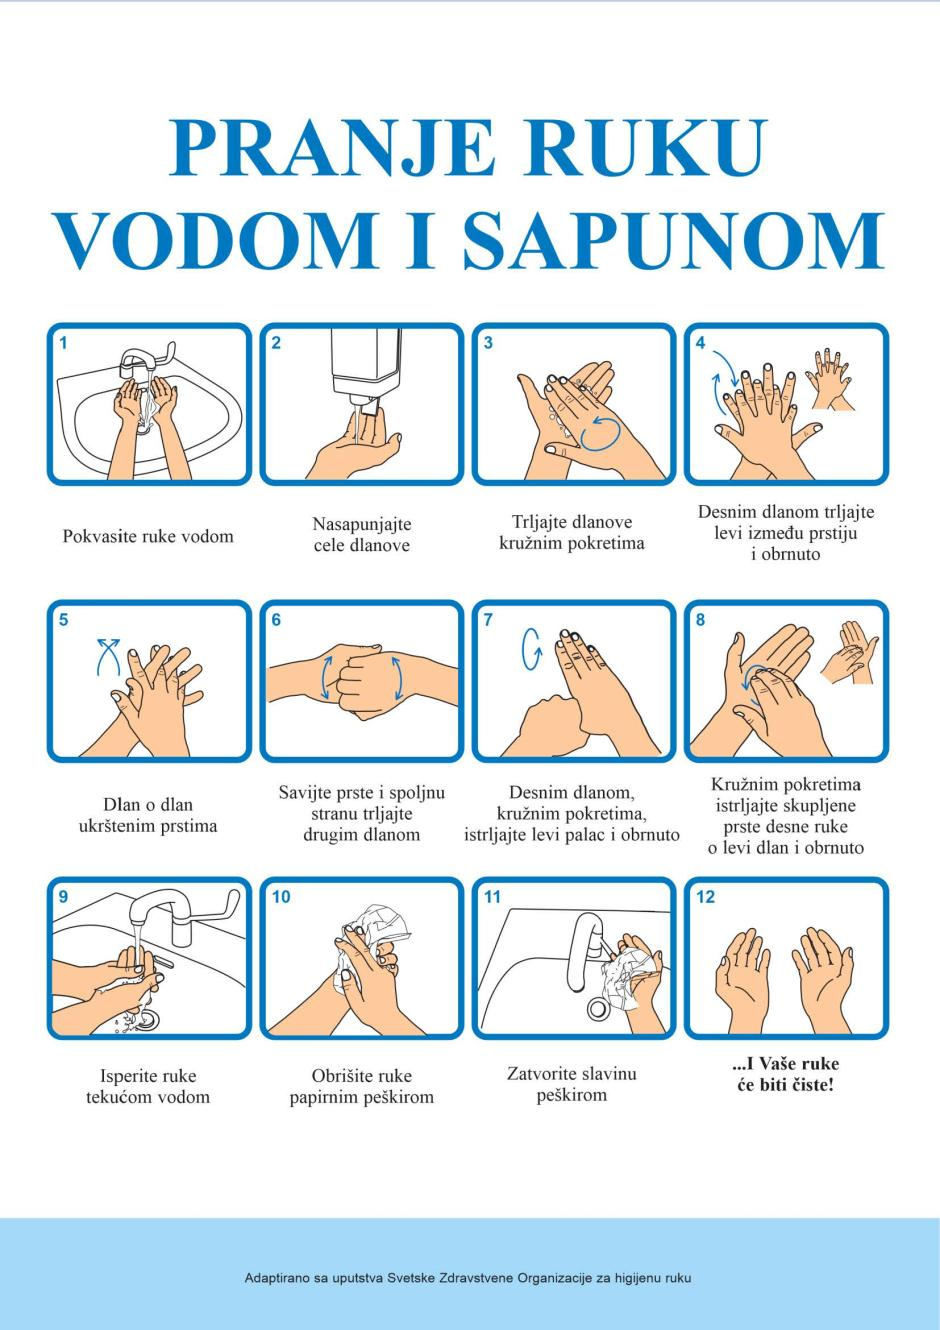 PRANJE RUKU
VODOM I SAPUNOM
1
Pokvasite ruke vodom
2
Nasapunjajte
cele dlanove
3
Trljajte dlanove
kružnim pokretima
4
Desnim dlanom trljajte
levi između prstiju
i obrnuto
5
Dlan o dlan
ukrštenim prstima
6
Savijte prste i spoljnu
stranu trljajte
drugim dlanom
7
Desnim dlanom,
kružnim pokretima,
istrljajte levi palac i obrnuto
8
Kružnim pokretima
istrljajte skupljene
prste desne ruke
o levi dlan i obrnuto
9
Isperite ruke
tekućom vodom
10
Obrišite ruke
papirnim peškirom
11
Zatvorite slavinu
peškirom
12
...I Vaše ruke
će biti čiste!
Adaptirano sa uputstva Svetske Zdravstvene Organizacije za higijenu ruku